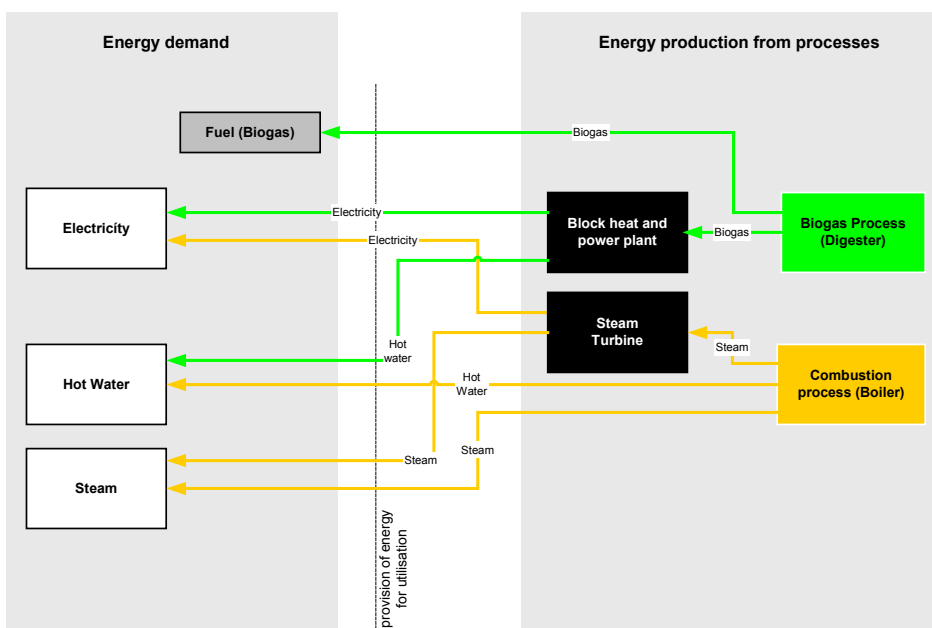 Energy demand
Energy production from processes
Fuel (Biogas)
Biogas
Electricity
Electricity
Electricity
Block heat and
power plant
Biogas
Biogas Process
(Digester)
Steam
Turbine
Steam
Hot
water
Hot Water
Hot
Water
Combustion
process (Boiler)
Steam
Steam
Steam
provision of energy
for utilisation